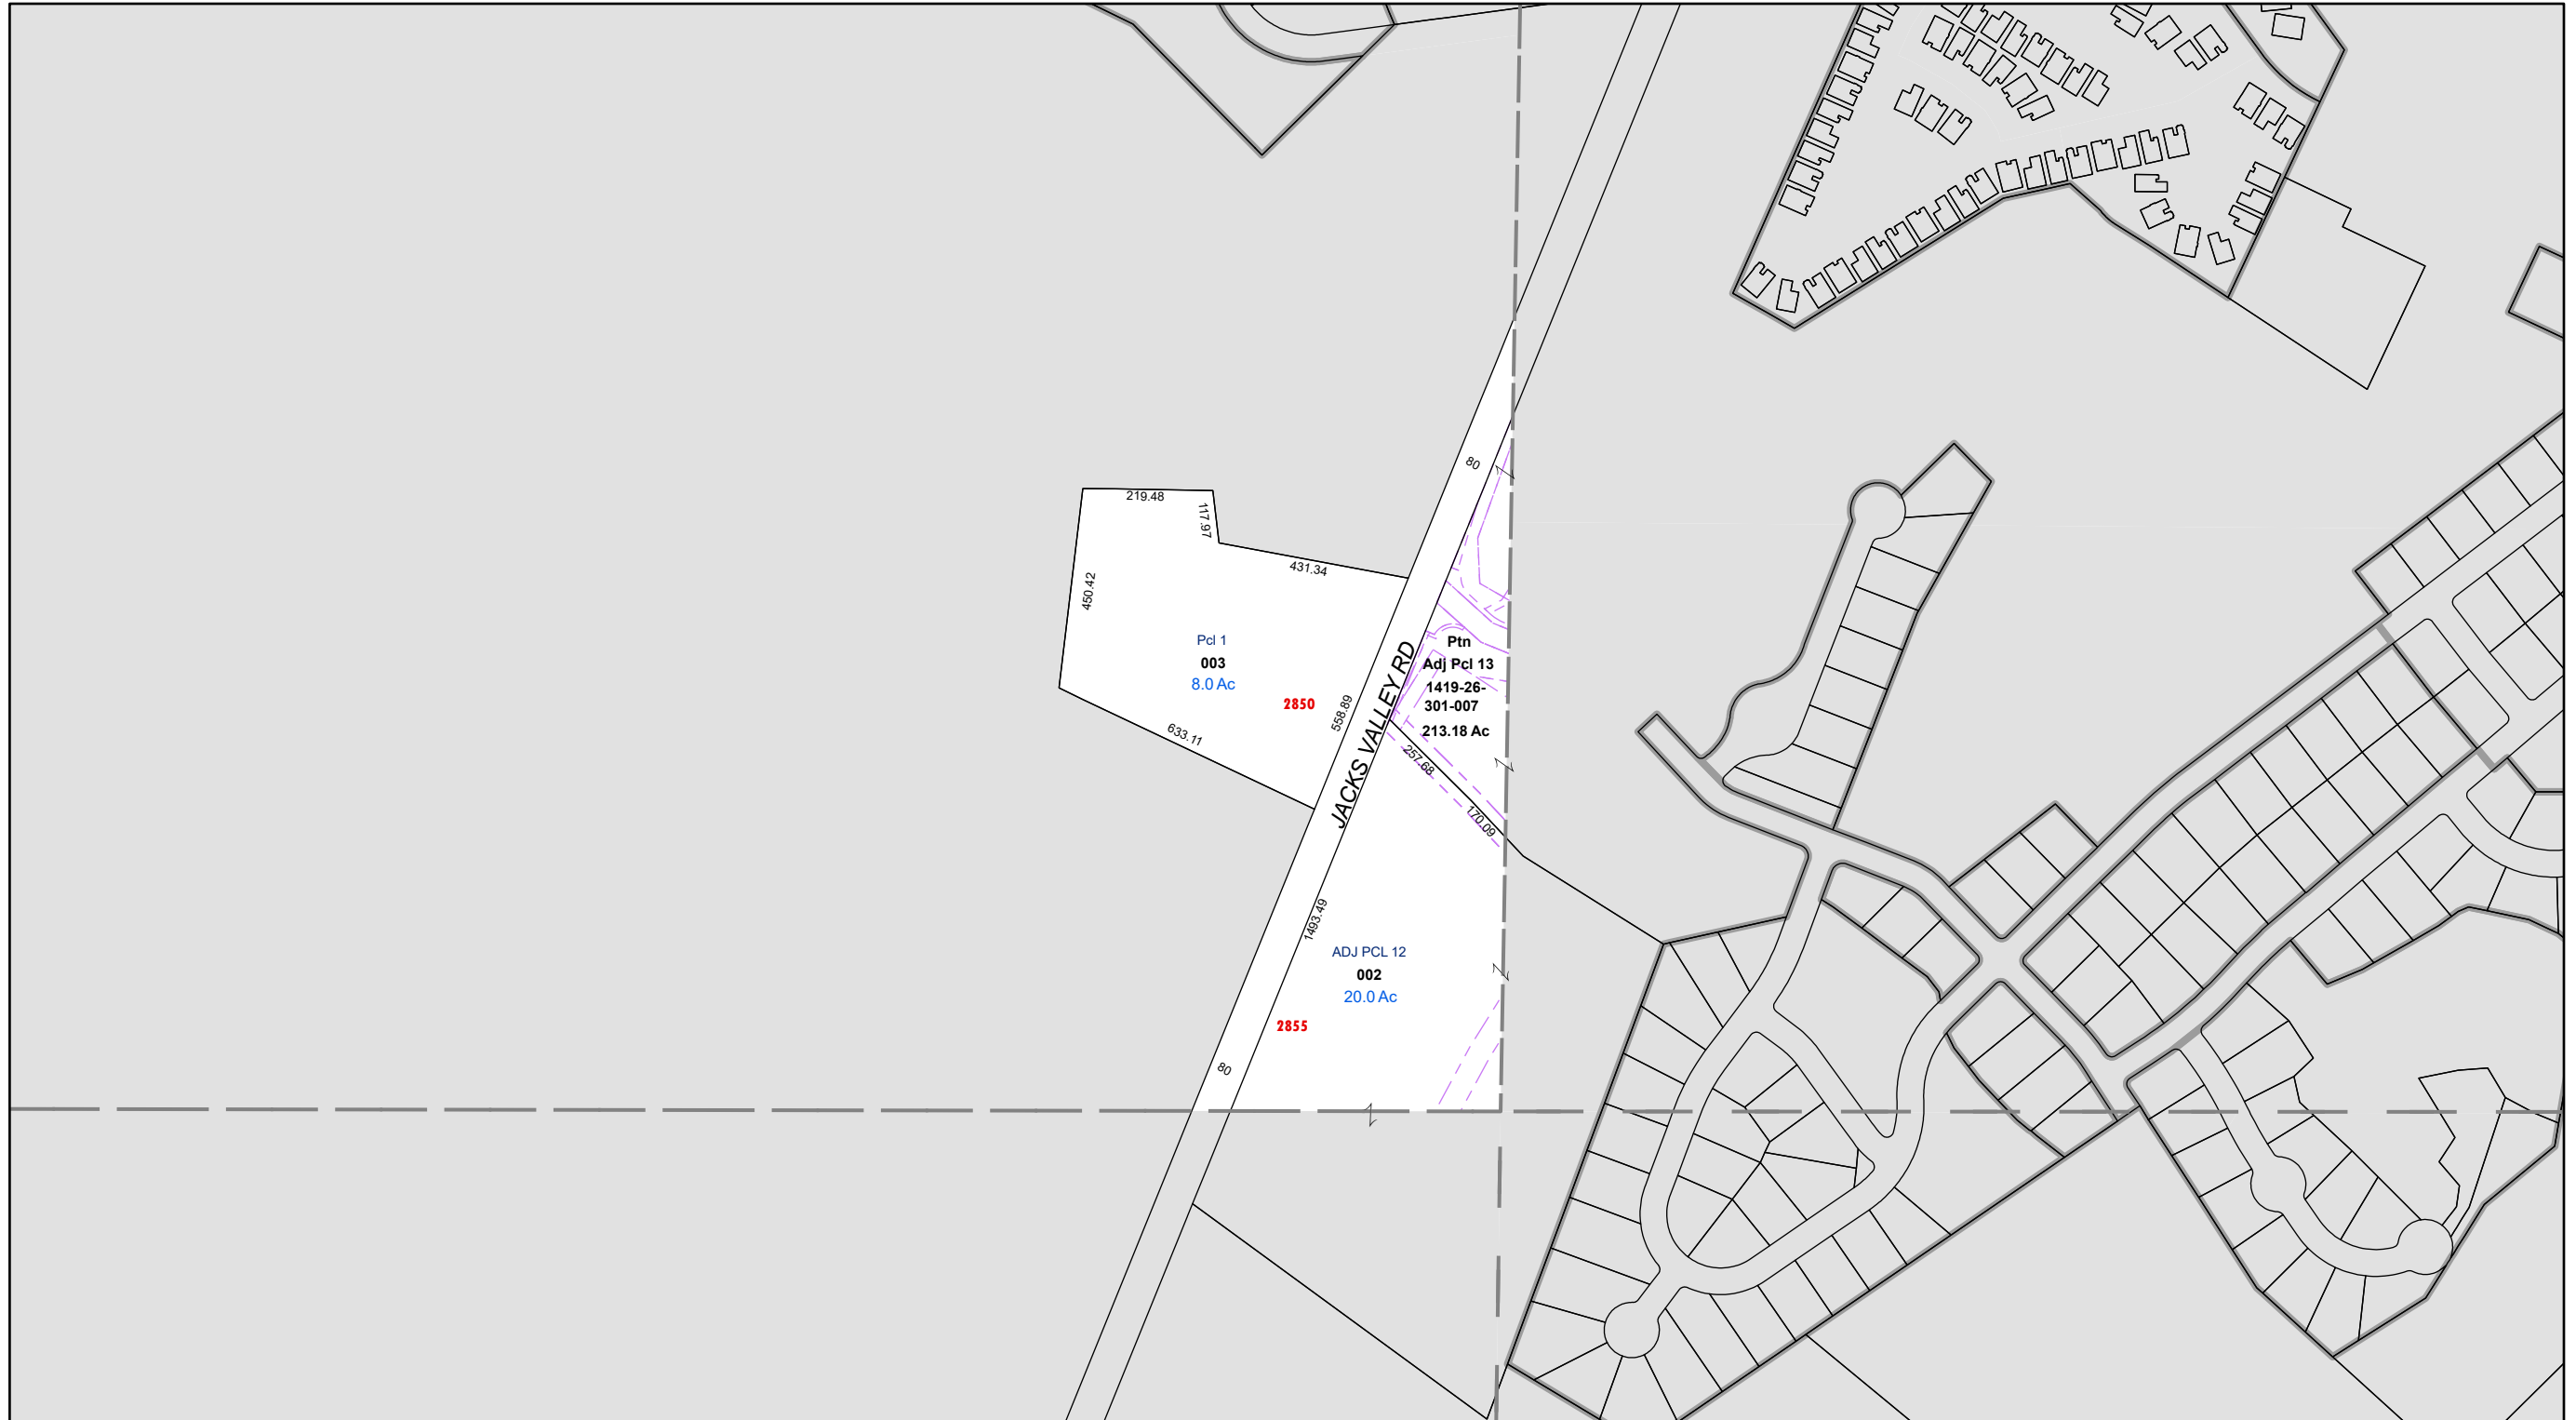 80
219.48
117.97
431.34
450.42
Pcl 1
003
8.0 Ac
2850
633.11
558.89
JACKS VALLEY RD
Ptn
Adj Pcl 13
1419-26-
301-007
213.18 Ac
257.68
170.09
1493.49
ADJ PCL 12
002
20.0 Ac
2855
80